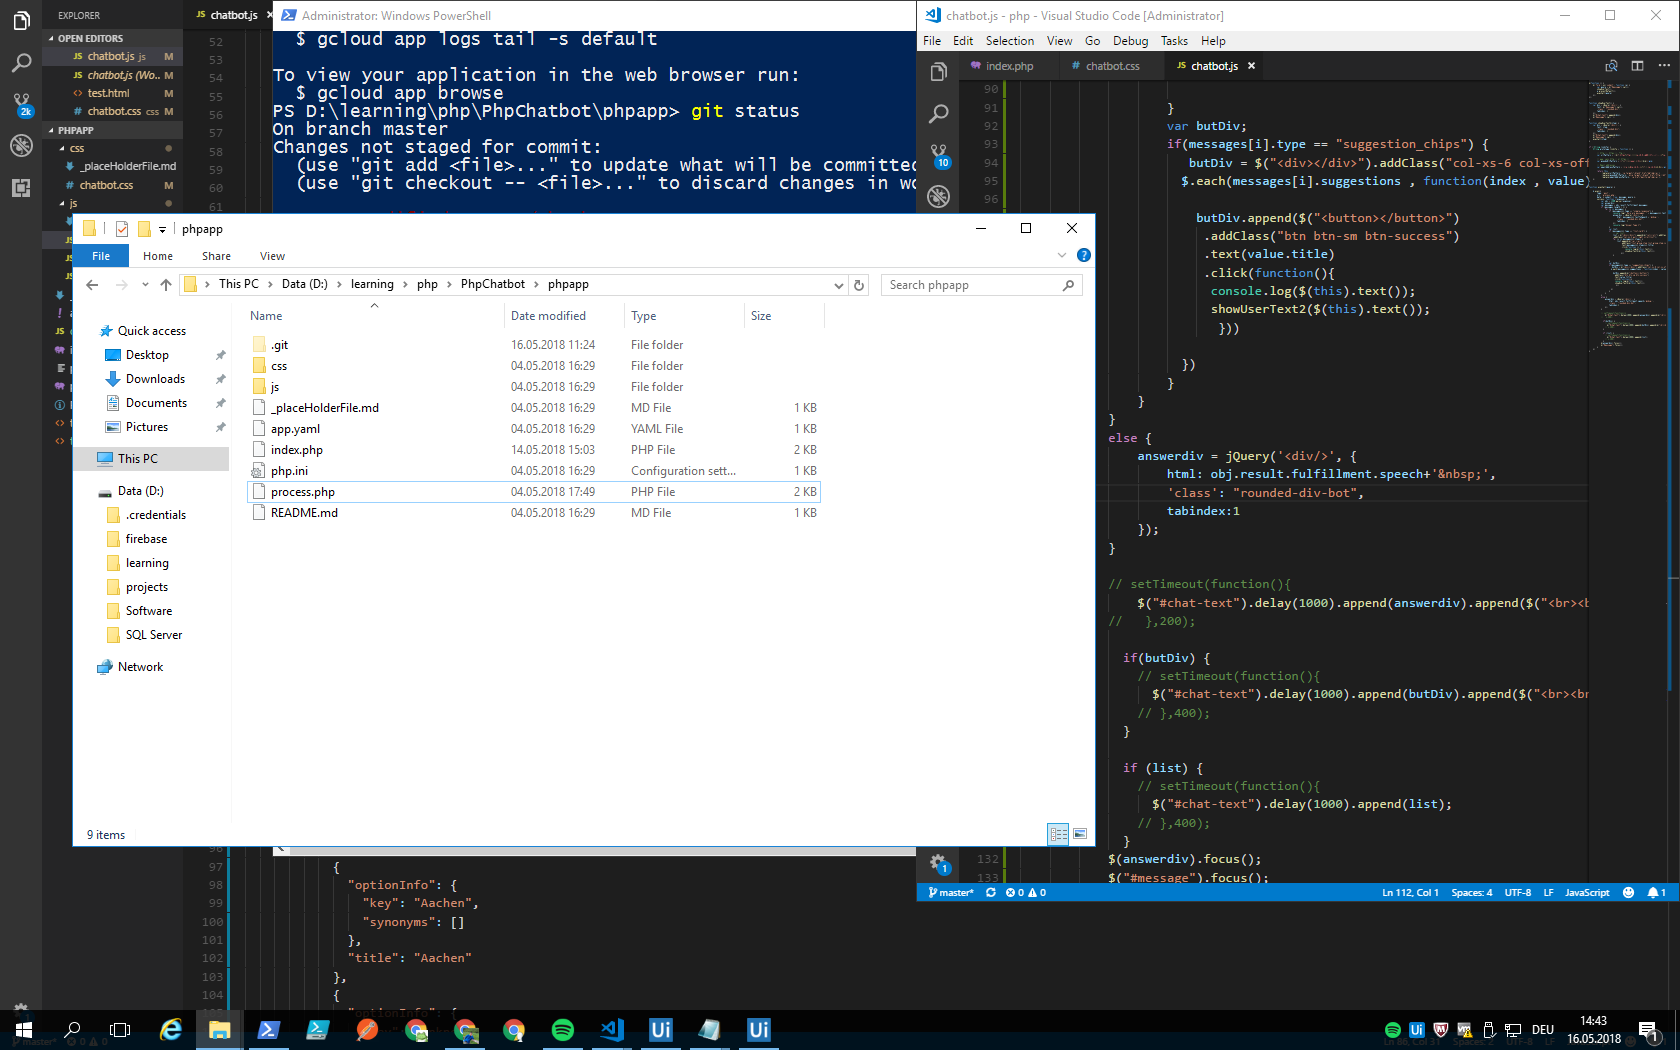 EXPLORER
OPEN EDITORS
JS chatbot.js js M
JS chatbot.js (Wo... M
<> test.html M
# chatbot.css css M
2k
PHPAPP
css
_placeHolderFile.md
# chatbot.css M
js
JS chatbot.js ×
52
53
54
55
56
57
58
59
60
61
Administrator: Windows PowerShell
$ gcloud app logs tail -s default
To view your application in the web browser run:
$ gcloud app browse
PS D:\learning\php\PhpChatbot\phpapp> git status
On branch master
Changes not staged for commit:
(use "git add <file>..." to update what will be committed
(use "git checkout -- <file>..." to discard changes in wo
phpapp
File Home Share View
This PC > Data (D:) > learning > php > PhpChatbot > phpapp
Search phpapp
Quick access
Desktop
Downloads
Documents
Pictures
This PC
Data (D:)
.credentials
firebase
learning
projects
Software
SQL Server
Network
Name Date modified Type Size
.git 16.05.2018 11:24 File folder
css 04.05.2018 16:29 File folder
js 04.05.2018 16:29 File folder
_placeHolderFile.md 04.05.2018 16:29 MD File 1 KB
app.yaml 04.05.2018 16:29 YAML File 1 KB
index.php 14.05.2018 15:03 PHP File 2 KB
php.ini 04.05.2018 16:29 Configuration sett... 1 KB
process.php 04.05.2018 17:49 PHP File 2 KB
README.md 04.05.2018 16:29 MD File 1 KB
9 items
chatbot.js - php - Visual Studio Code [Administrator]
File Edit Selection View Go Debug Tasks Help
index.php # chatbot.css JS chatbot.js ×
10
90
91 }
92 var butDiv;
93 if(messages[i].type == "suggestion_chips") {
94 butDiv = $("<div></div>").addClass("col-xs-6 col-xs-off
95 $.each(messages[i].suggestions , function(index , value)
96
butDiv.append($("<button></button>")
.addClass("btn btn-sm btn-success")
.text(value.title)
.click(function(){
console.log($(this).text());
showUserText2($(this).text());
}))
})
}
}
}
else {
answerdiv = jQuery('<div/>', {
html: obj.result.fulfillment.speech+'&nbsp;',
'class': "rounded-div-bot",
tabindex:1
});
}
// setTimeout(function(){
$("#chat-text").delay(1000).append(answerdiv).append($("<br><b
// },200);
if(butDiv) {
// setTimeout(function(){
$("#chat-text").delay(1000).append(butDiv).append($("<br><br
// },400);
}
if (list) {
// setTimeout(function(){
$("#chat-text").delay(1000).append(list);
// },400);
}
132 $(answerdiv).focus();
133 $("#message").focus();
1
master* 0 0 Ln 112, Col 1 Spaces: 4 UTF-8 LF JavaScript 1
96
97 {
98 "optionInfo": {
99 "key": "Aachen",
100 "synonyms": []
101 },
102 "title": "Aachen"
103 },
104 {
"optionInfo": {
DEU
14:43
16.05.2018
1